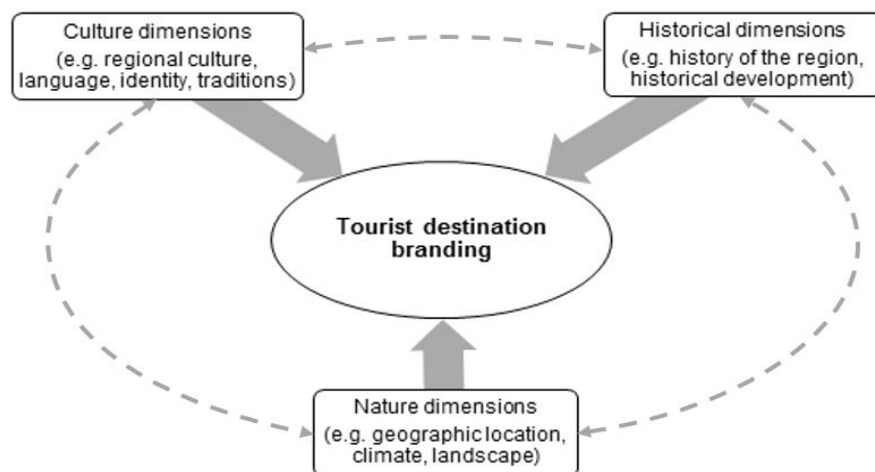 Culture dimensions
(e.g. regional culture,
language, identity, traditions)
Historical dimensions
(e.g. history of the region,
historical development)
Tourist destination
branding
Nature dimensions
(e.g. geographic location,
climate, landscape)